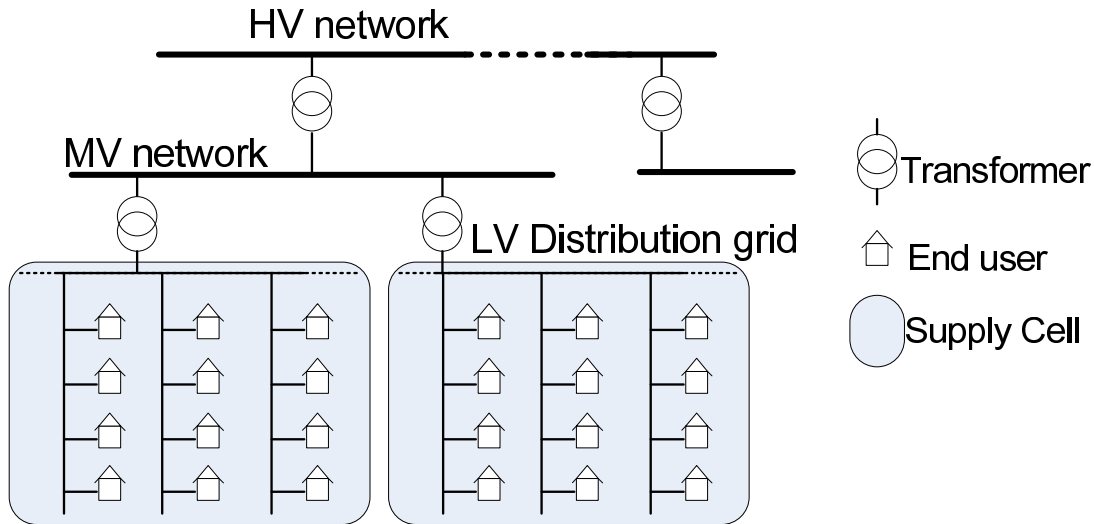 HV network
MV network
Transformer
LV Distribution grid
End user
Supply Cell